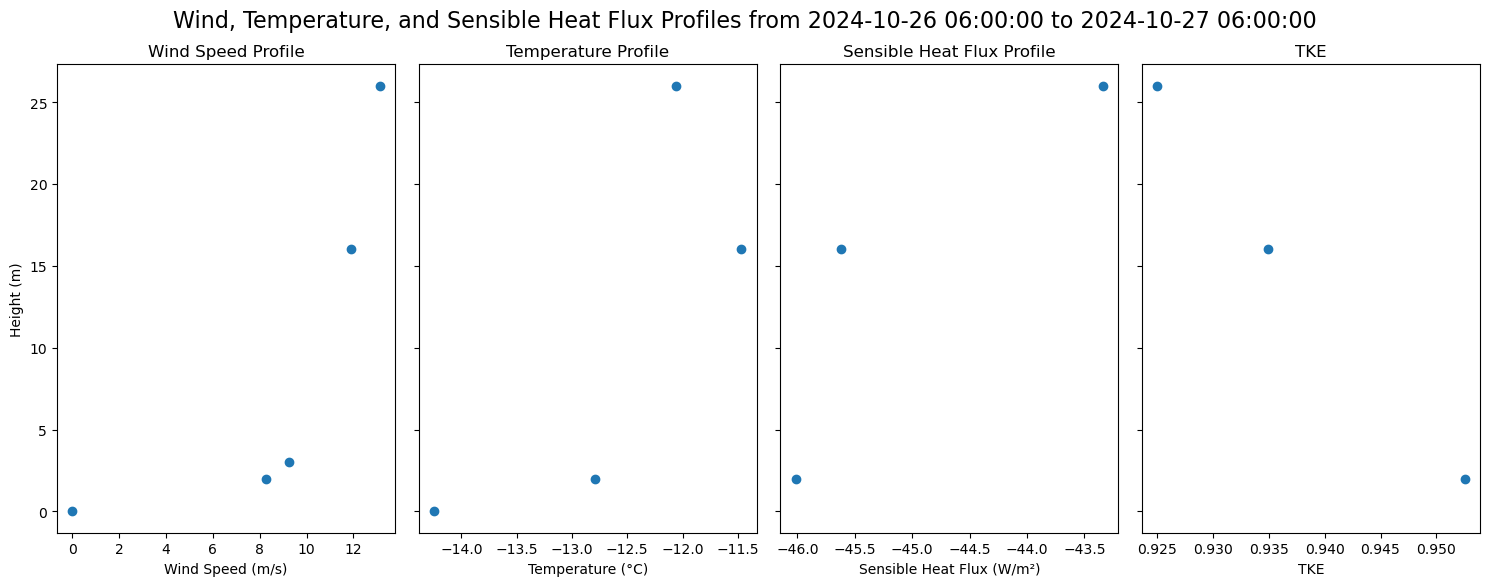 Wind, Temperature, and Sensible Heat Flux Profiles from 2024-10-26 06:00:00 to 2024-10-27 06:00:00
Wind Speed Profile
Temperature Profile
Sensible Heat Flux Profile
TKE
25
20
15
10
5
0
Height (m)
0 2 4 6 8 10 12
−14.0 −13.5 −13.0 −12.5 −12.0 −11.5
−46.0 −45.5 −45.0 −44.5 −44.0 −43.5
0.925 0.930 0.935 0.940 0.945 0.950
Wind Speed (m/s)
Temperature (°C)
Sensible Heat Flux (W/m²)
TKE